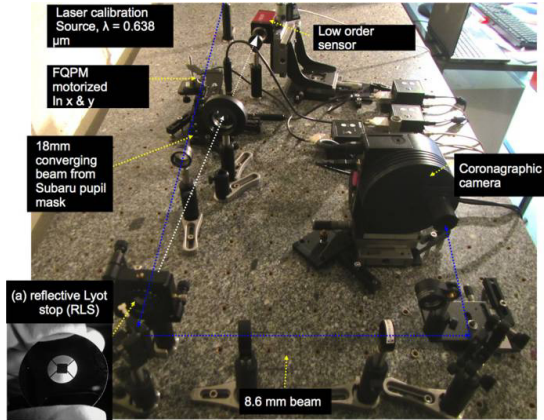 Laser calibration
Source, λ = 0.638
µm
Low order
sensor
FQPM
motorized
In x & y
18mm
converging
beam from
Subaru pupil
mask
Coronagraphic
camera
(a) reflective Lyot
stop (RLS)
8.6 mm beam